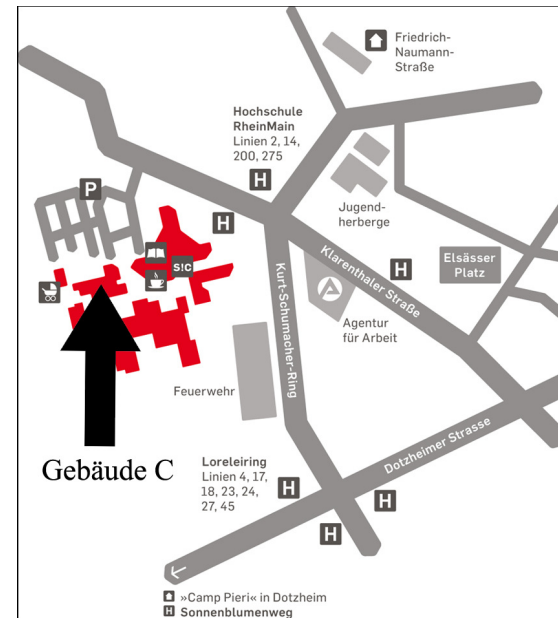 Friedrich-
Naumann-
Straße
Hochschule
RheinMain
Linien 2, 14,
200, 275
H
P
H
Jugend-
herberge
S!C
Klarenthaler Straße
H
Elsässer
Platz
Kurt-Schumacher-Ring
A
Agentur
für Arbeit
Feuerwehr
Gebäude C
Dotzheimer Strasse
Loreleiring
Linien 4, 17,
18, 23, 24,
27, 45
H
H
H
»Camp Pieri« in Dotzheim
H Sonnenblumenweg